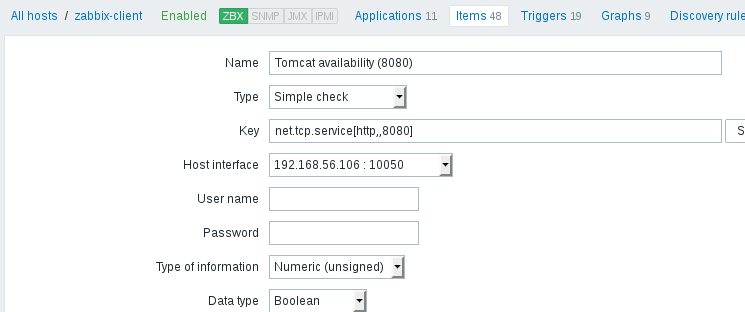 All hosts / zabbix-client Enabled ZBX SNMP JMX IPMI Applications 11 Items 48 Triggers 19 Graphs 9 Discovery rule
Name Tomcat availability (8080)
Type Simple check
Key net.tcp.service[http,,8080] S
Host interface 192.168.56.106 : 10050
User name
Password
Type of information Numeric (unsigned)
Data type Boolean